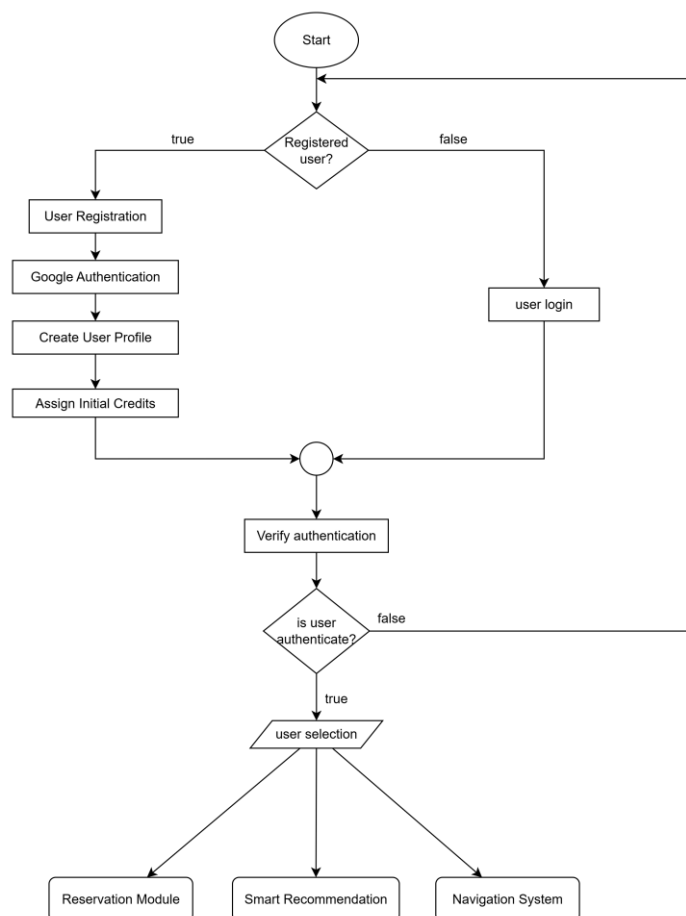 Start
Registered
user?
true
false
User Registration
Google Authentication
user login
Create User Profile
Assign Initial Credits
Verify authentication
is user
authenticate?
false
true
user selection
Reservation Module
Smart Recommendation
Navigation System